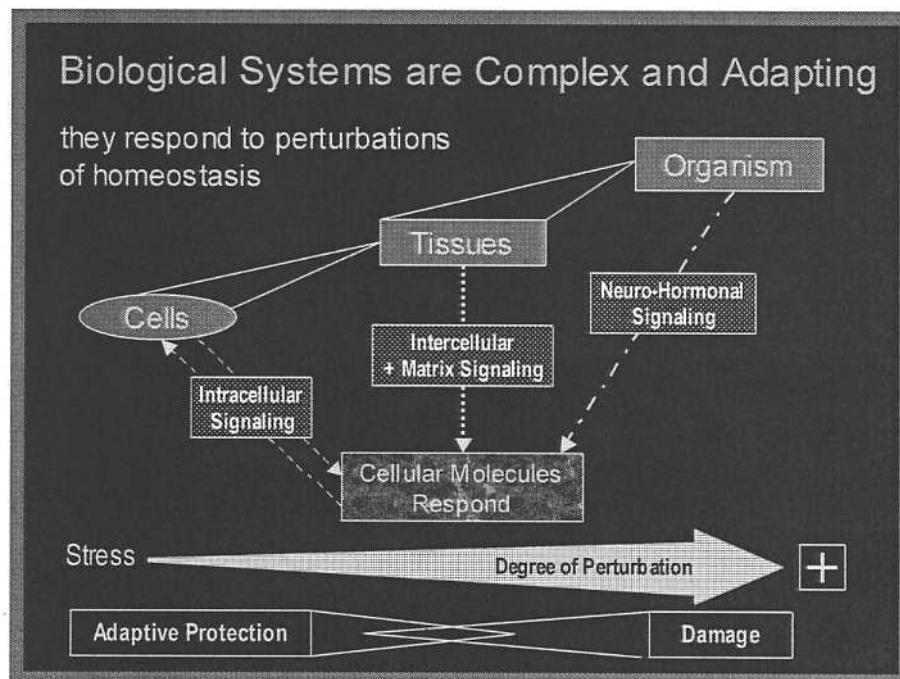 Biological Systems are Complex and Adapting
they respond to perturbations
of homeostasis
Organism
Tissues
Cells
Neuro-Hormonal
Signaling
Intercellular
+ Matrix Signaling
Intracellular
Signaling
Cellular Molecules
Respond
Stress
Degree of Perturbation
+
Adaptive Protection
Damage